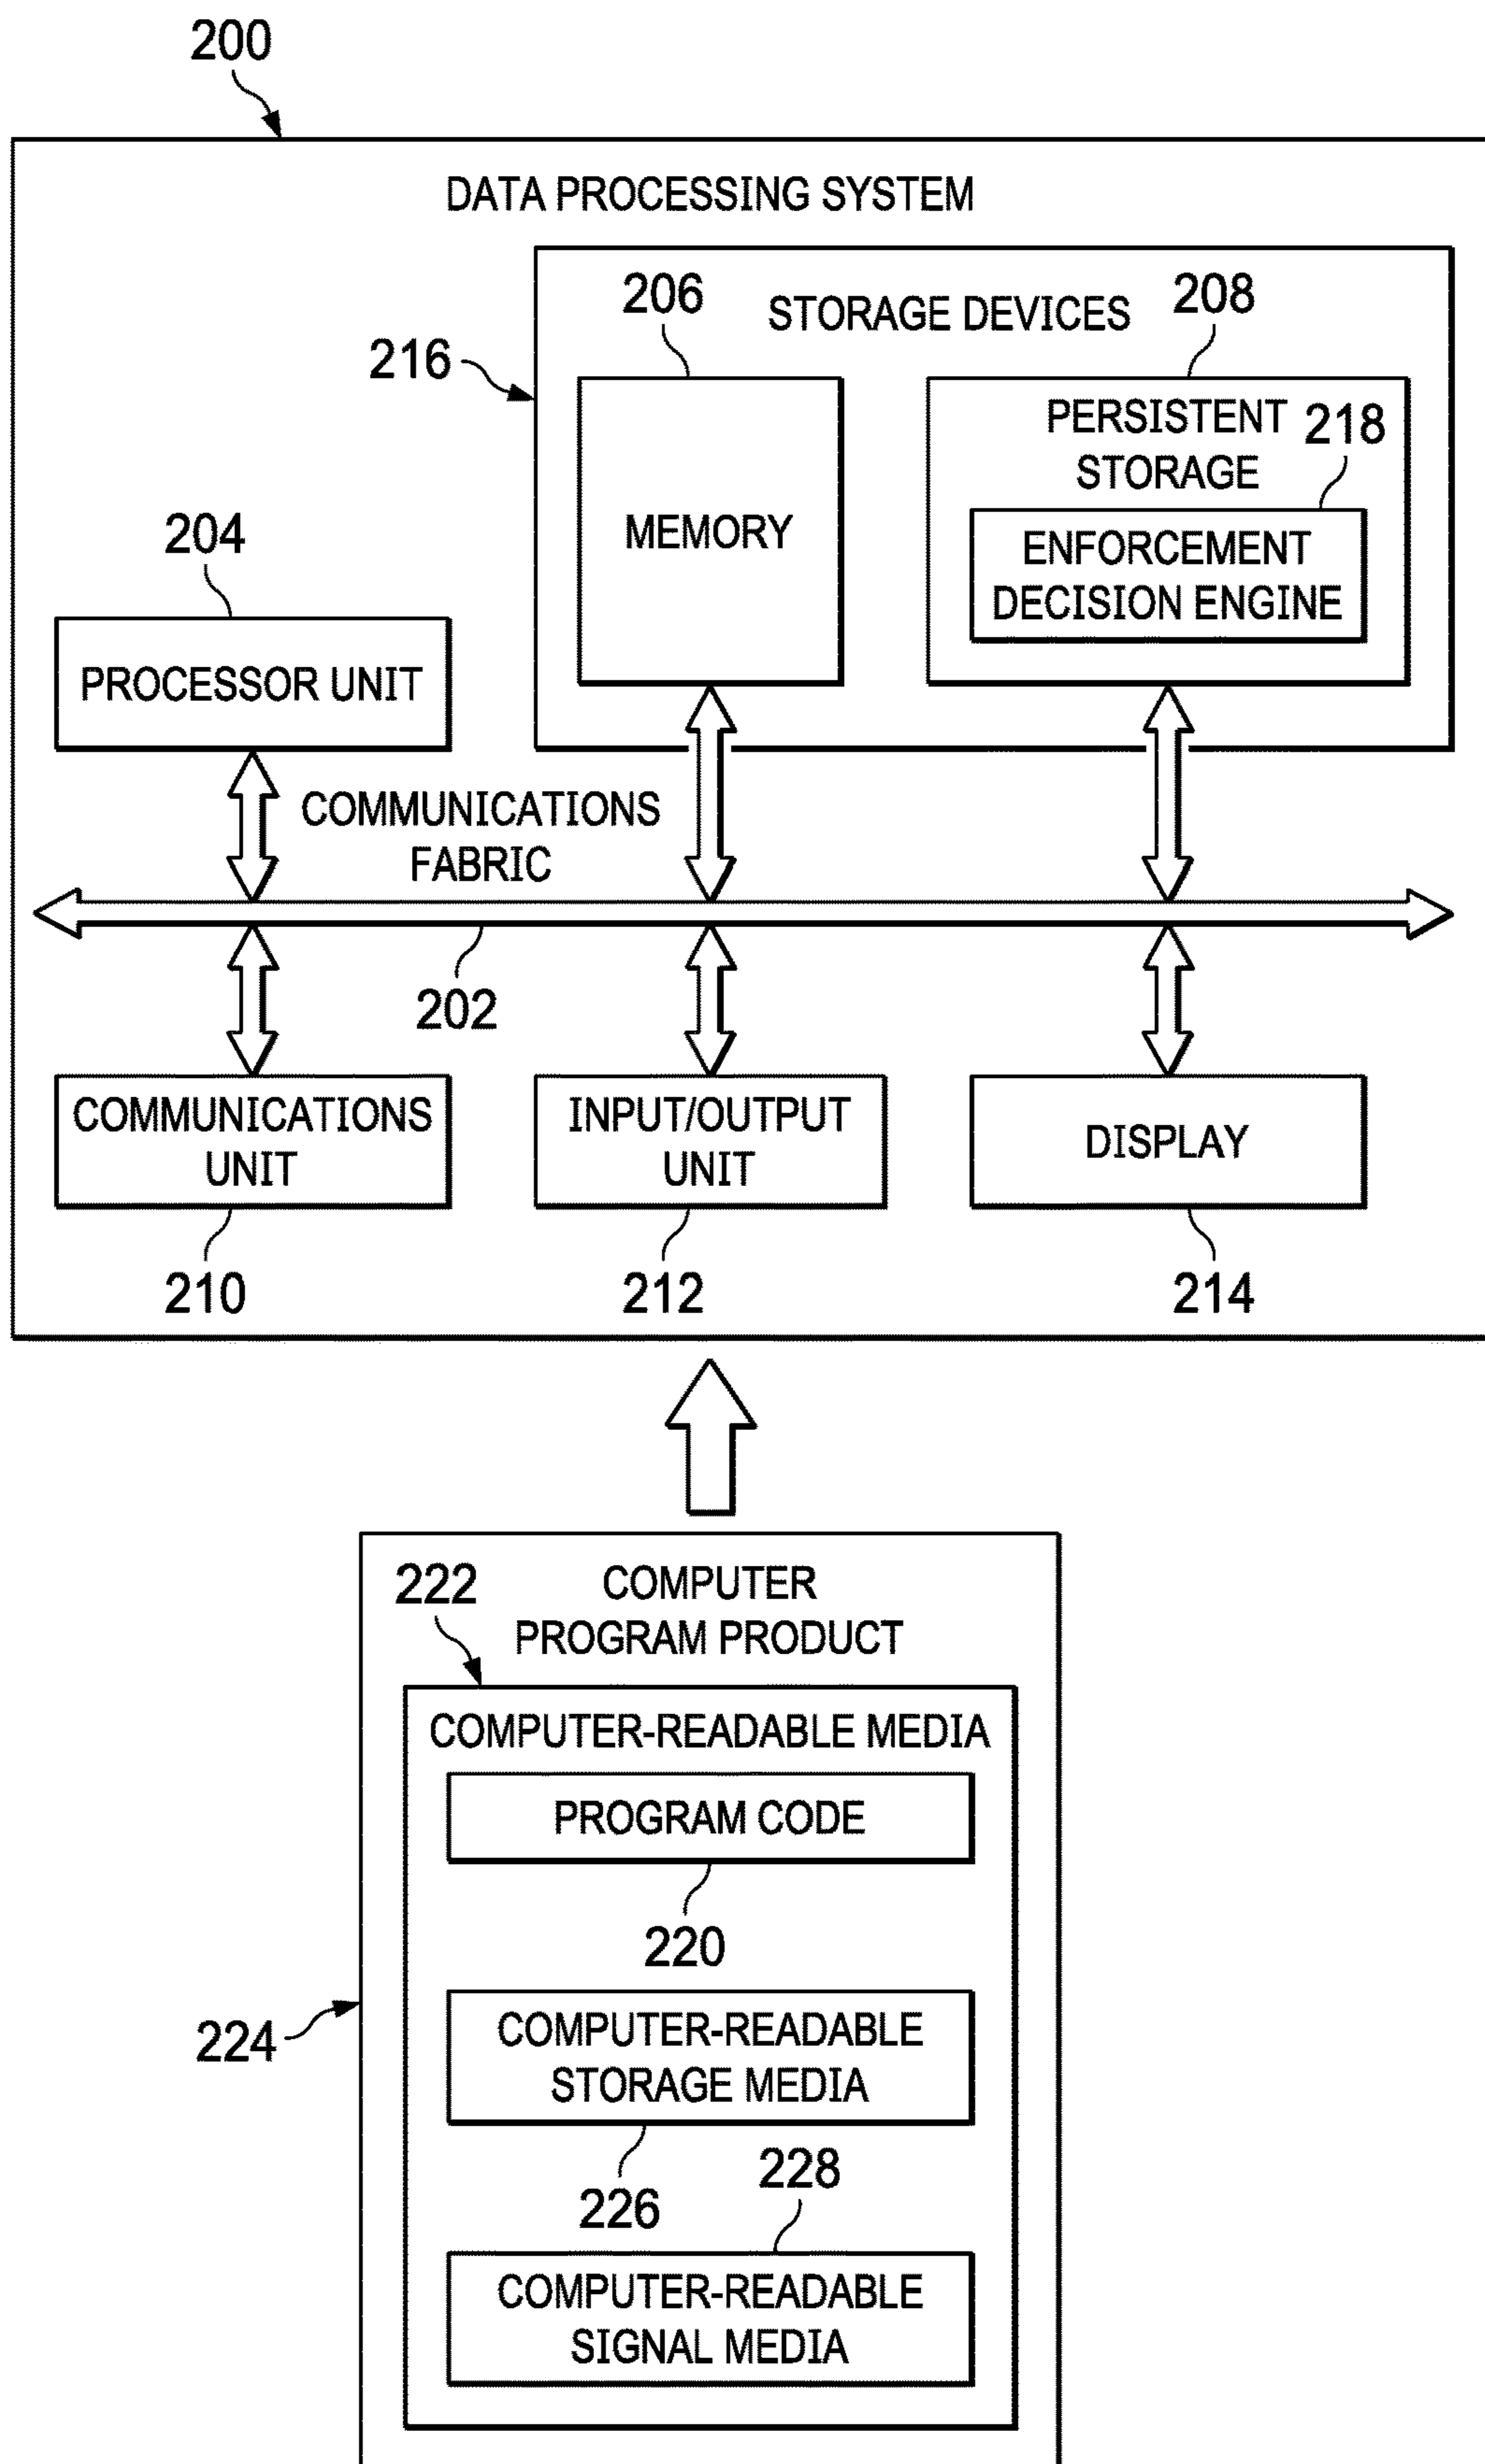 200
DATA PROCESSING SYSTEM
206
STORAGE DEVICES
208
216
PERSISTENT
STORAGE
218
MEMORY
ENFORCEMENT
DECISION ENGINE
204
PROCESSOR UNIT
COMMUNICATIONS
FABRIC
202
COMMUNICATIONS
UNIT
INPUT/OUTPUT
UNIT
DISPLAY
210
212
214
222
COMPUTER
PROGRAM PRODUCT
COMPUTER-READABLE MEDIA
PROGRAM CODE
220
224
COMPUTER-READABLE
STORAGE MEDIA
226
228
COMPUTER-READABLE
SIGNAL MEDIA